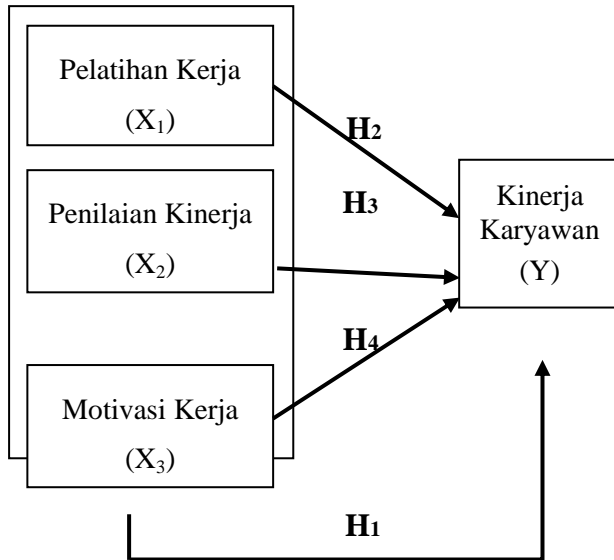 Pelatihan Kerja
(X₁)
H2
Penilaian Kinerja
(X₂)
H3
Kinerja
Karyawan
(Y)
H4
Motivasi Kerja
(X₃)
H1